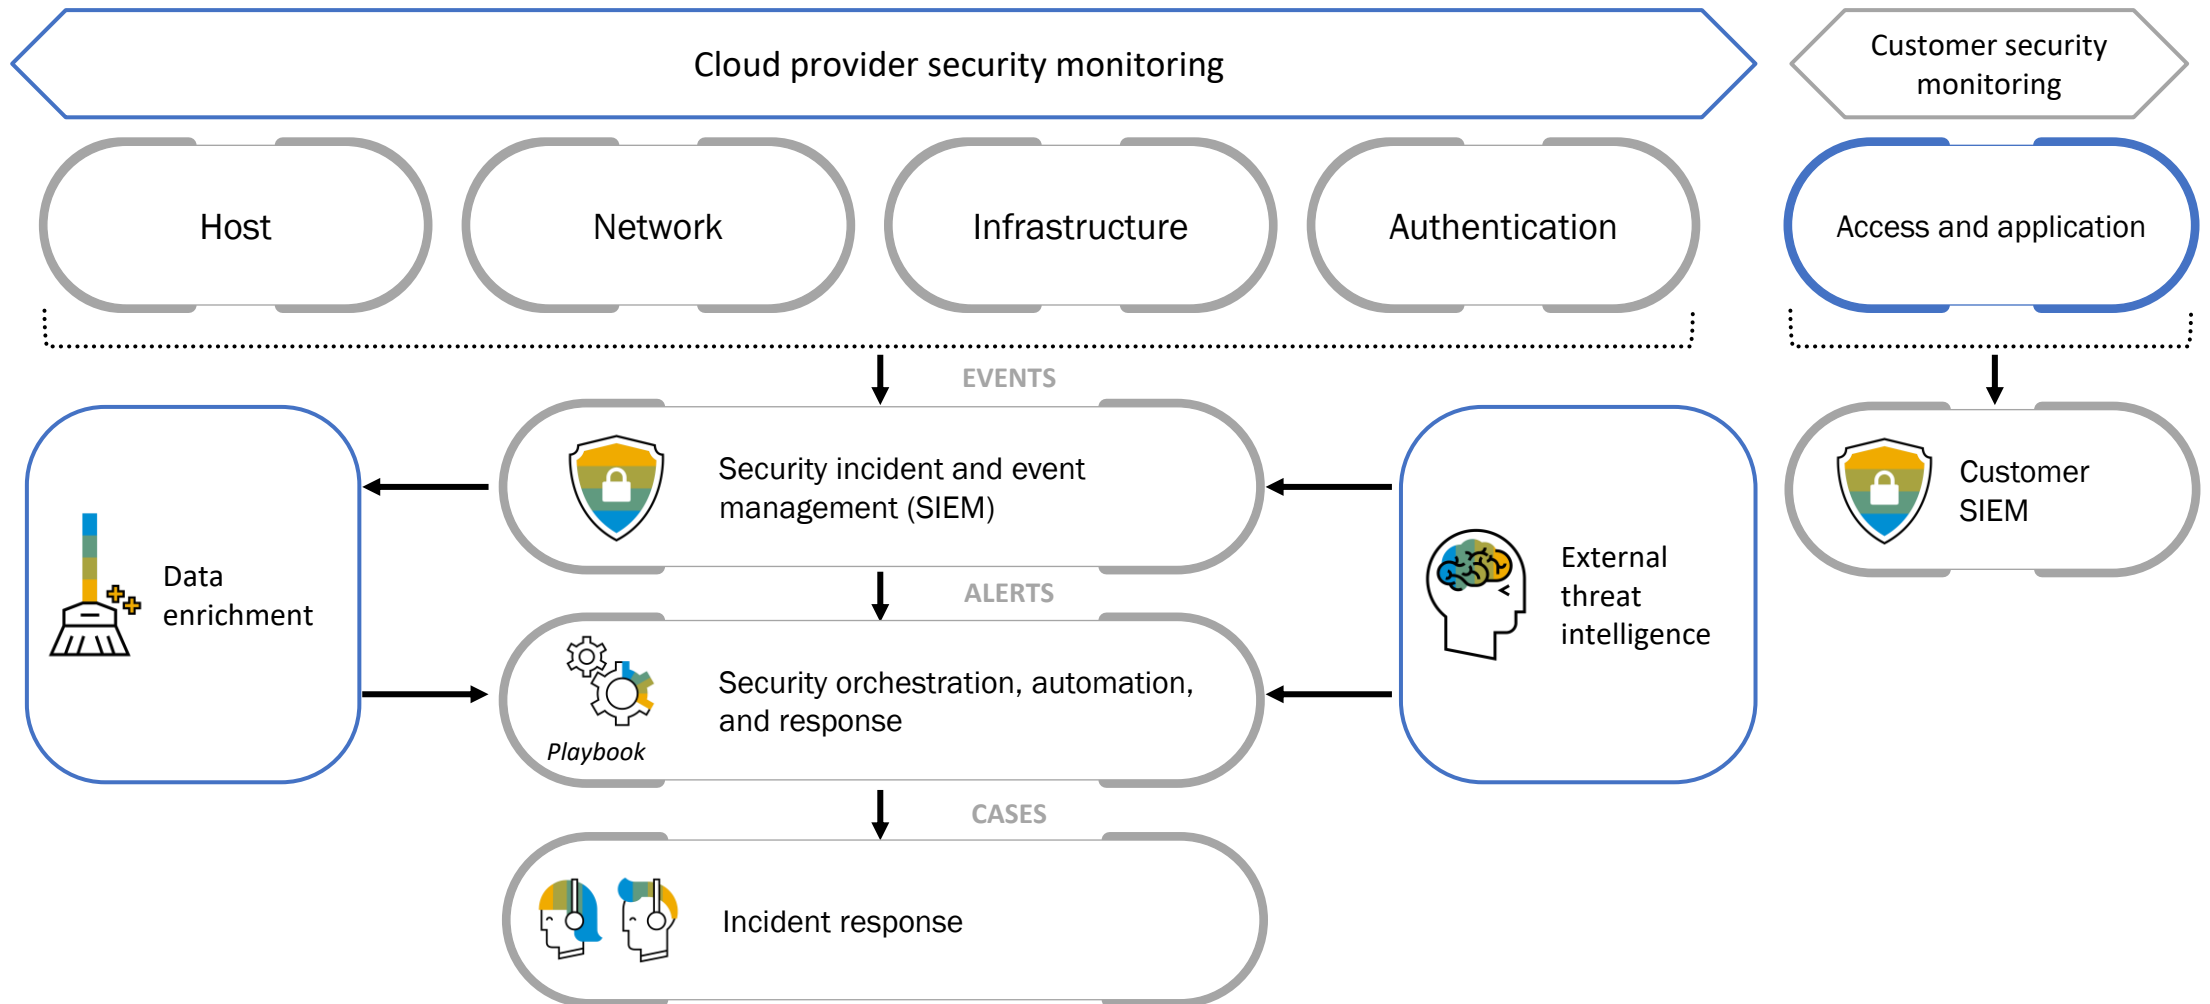 Cloud provider security monitoring
Customer security
monitoring
Host
Network
Infrastructure
Authentication
Access and application
EVENTS
Security incident and event
management (SIEM)
Customer
SIEM
Data
enrichment
External
threat
intelligence
ALERTS
Security orchestration, automation,
and response
Playbook
CASES
Incident response